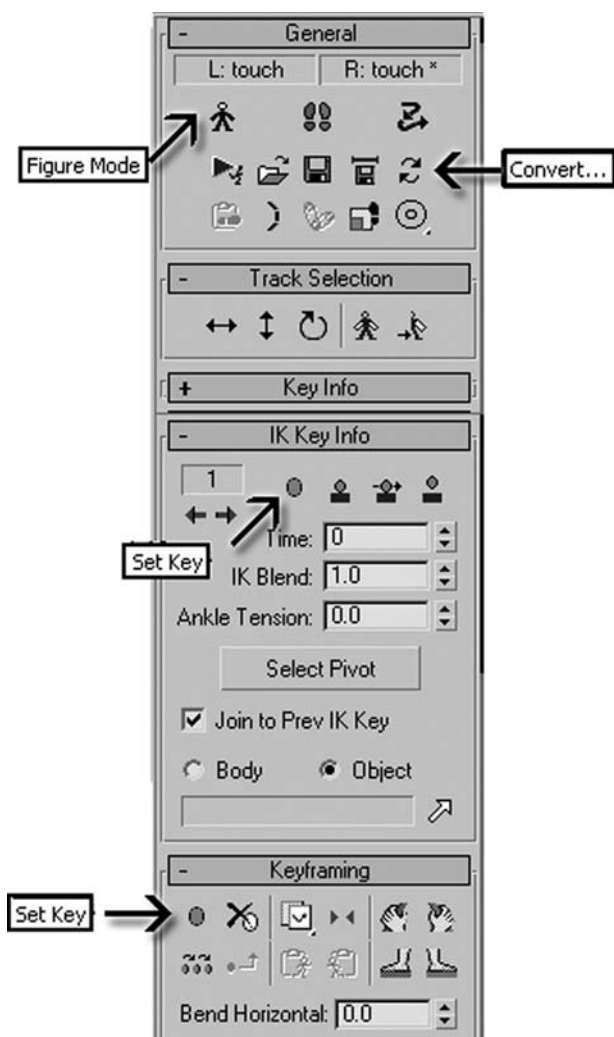 - General
L: touch R: touch *
Figure Mode
Convert...
- Track Selection
+ Key Info
- IK Key Info
1
Set Key
Time: 0
IK Blend: 1.0
Ankle Tension: 0.0
Select Pivot
Join to Prev IK Key
Body Object
- Keyframing
Set Key
Bend Horizontal: 0.0